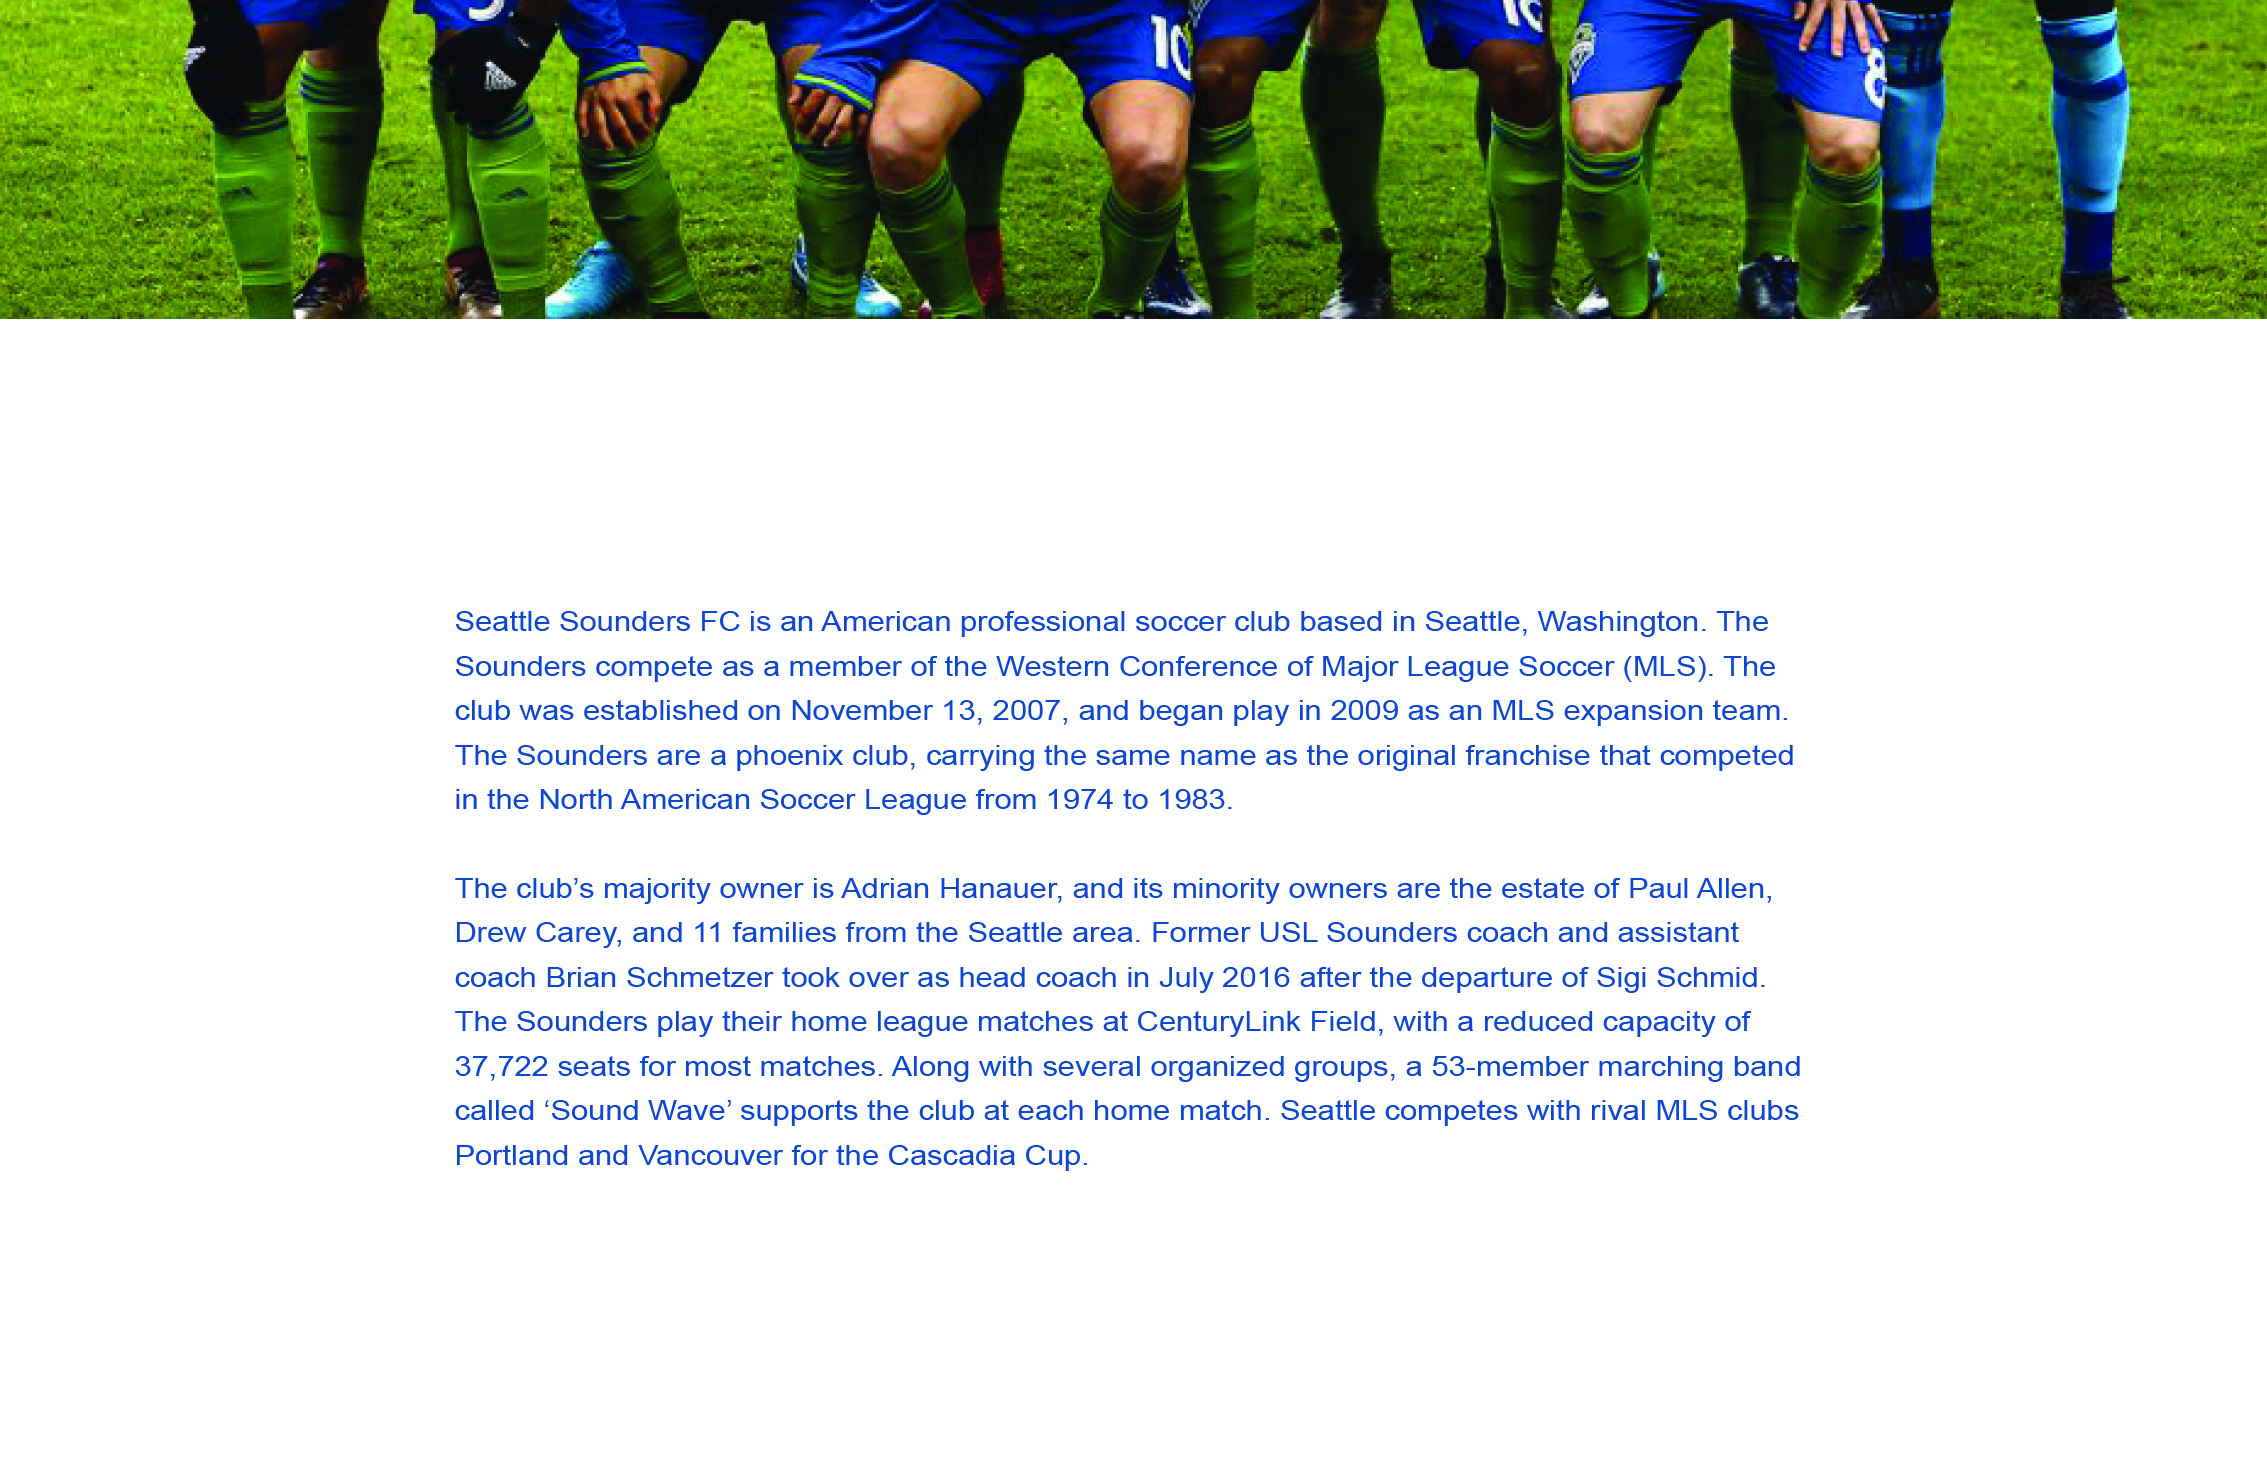 10
8
Seattle Sounders FC is an American professional soccer club based in Seattle, Washington. The
Sounders compete as a member of the Western Conference of Major League Soccer (MLS). The
club was established on November 13, 2007, and began play in 2009 as an MLS expansion team.
The Sounders are a phoenix club, carrying the same name as the original franchise that competed
in the North American Soccer League from 1974 to 1983.
The club’s majority owner is Adrian Hanauer, and its minority owners are the estate of Paul Allen,
Drew Carey, and 11 families from the Seattle area. Former USL Sounders coach and assistant
coach Brian Schmetzer took over as head coach in July 2016 after the departure of Sigi Schmid.
The Sounders play their home league matches at CenturyLink Field, with a reduced capacity of
37,722 seats for most matches. Along with several organized groups, a 53-member marching band
called ‘Sound Wave’ supports the club at each home match. Seattle competes with rival MLS clubs
Portland and Vancouver for the Cascadia Cup.